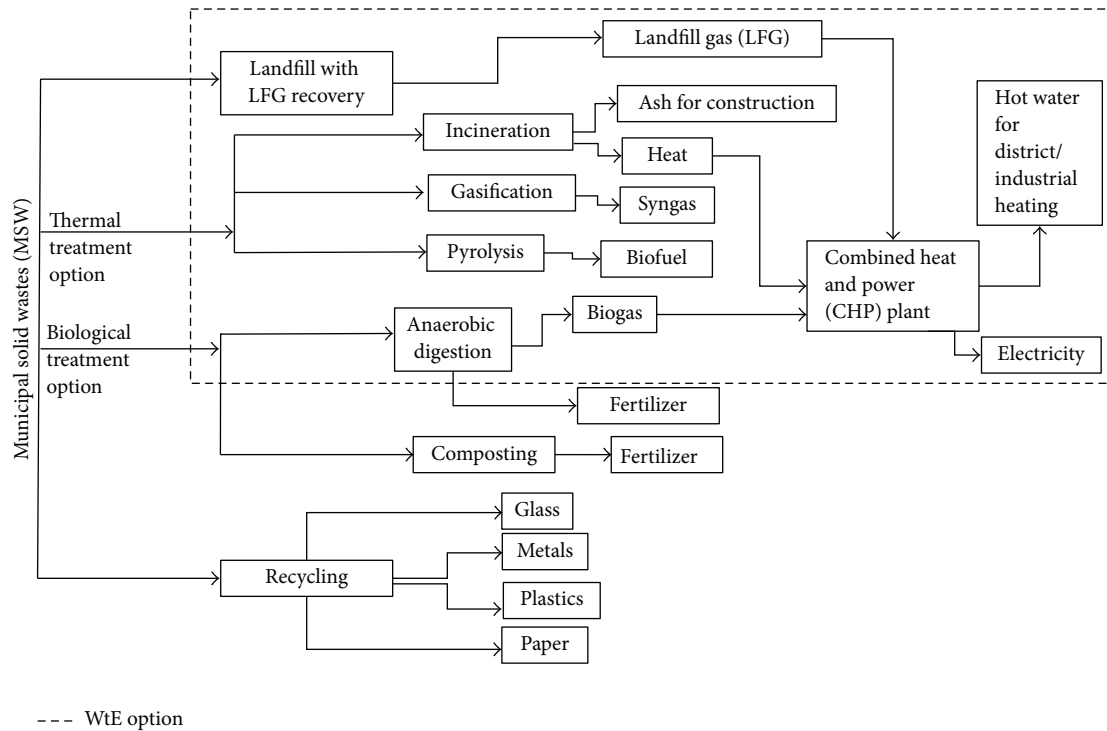 Municipal solid wastes (MSW)
Landfill with
LFG recovery
Landfill gas (LFG)
Thermal
treatment
option
Incineration
Ash for construction
Heat
Gasification
Syngas
Pyrolysis
Biofuel
Biological
treatment
option
Anaerobic
digestion
Biogas
Fertilizer
Composting
Fertilizer
Combined heat
and power
(CHP) plant
Hot water
for
district/
industrial
heating
Electricity
Recycling
Glass
Metals
Plastics
Paper
WtE option